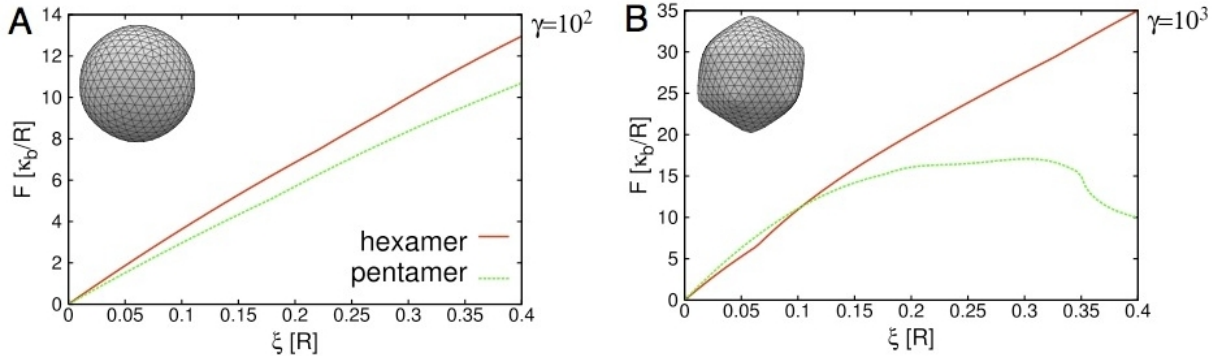 A
γ=10²
14
12
10
8
6
4
2
0
F [κ_b/R]
hexamer
pentamer
0 0.05 0.1 0.15 0.2 0.25 0.3 0.35 0.4
ξ [R]
B
γ=10³
35
30
25
20
15
10
5
0
F [κ_b/R]
0 0.05 0.1 0.15 0.2 0.25 0.3 0.35 0.4
ξ [R]